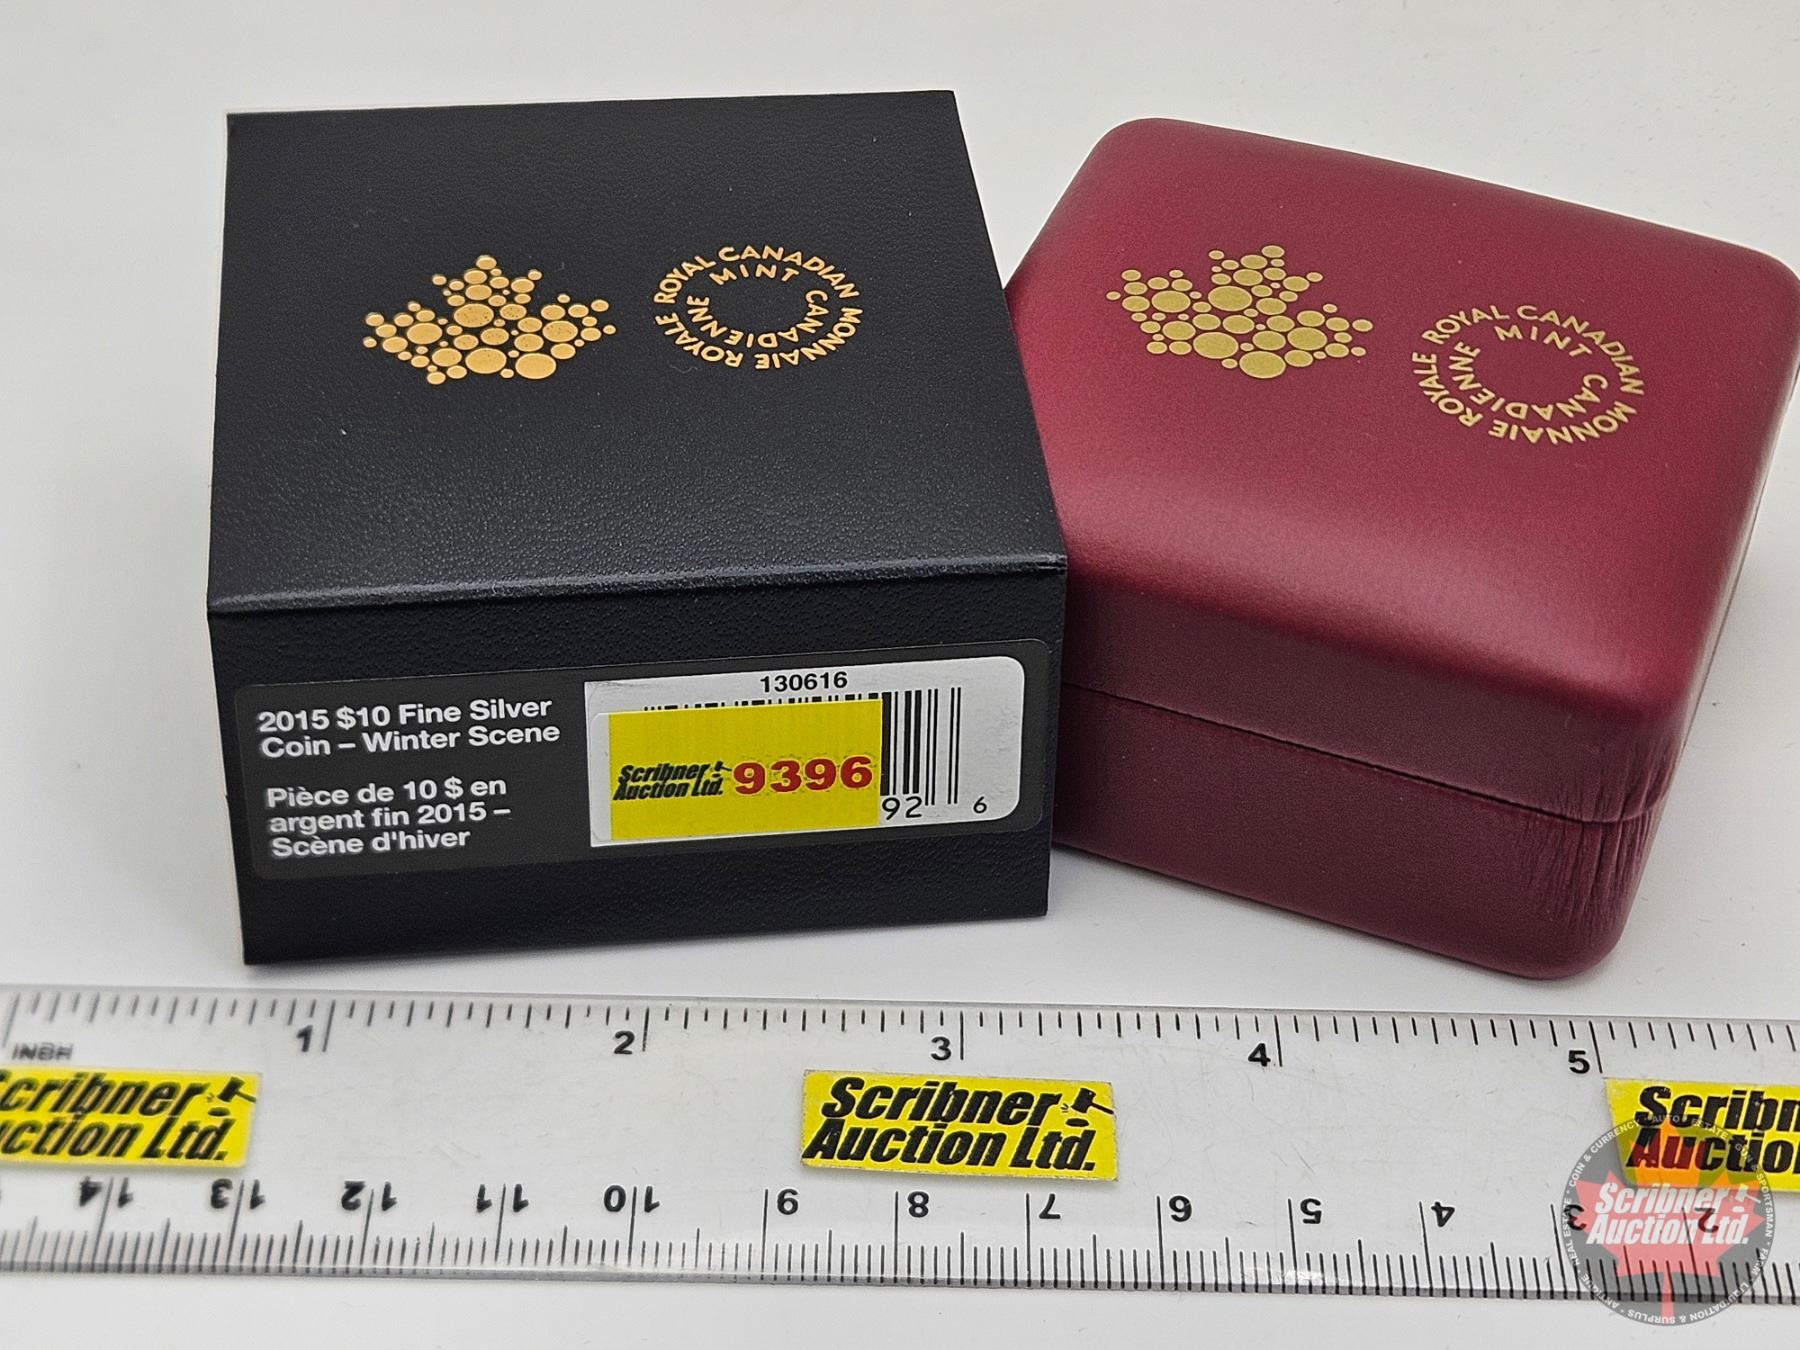 ROYAL CANADIAN MINT
MONNAIE ROYALE CANADIENNE
ROYAL CANADIAN MINT
MONNAIE ROYALE CANADIENNE
2015 $10 Fine Silver
Coin – Winter Scene
Pièce de 10 $ en
argent fin 2015 –
Scène d'hiver
130616
Scribner
Auction Ltd.
9396
92 6
1 2 3 4 5
Scribner
Auction Ltd.
Scribner
Auction Ltd.
14 13 12 11 10 9 8 7 6 5 4 3 2
Scribner
Auction Ltd.